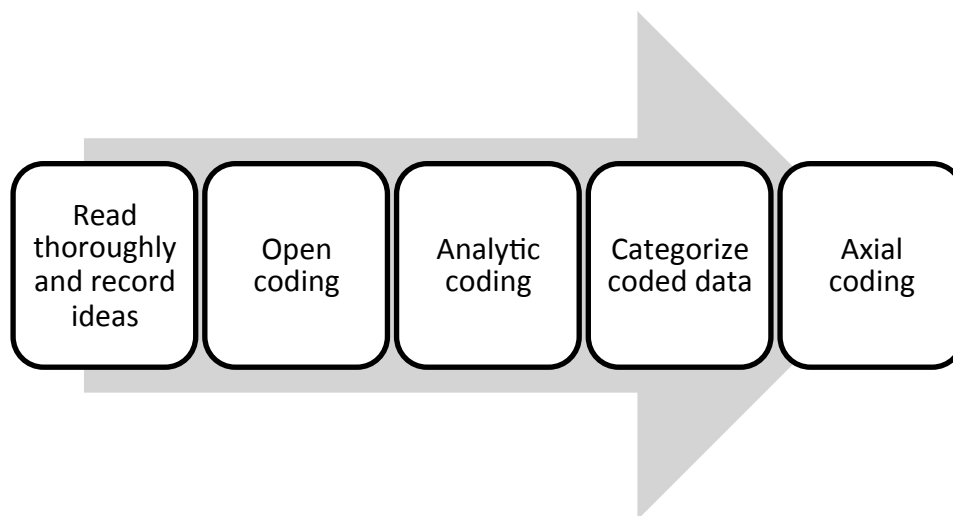 Read
thoroughly
and record
ideas
Open
coding
Analytic
coding
Categorize
coded data
Axial
coding